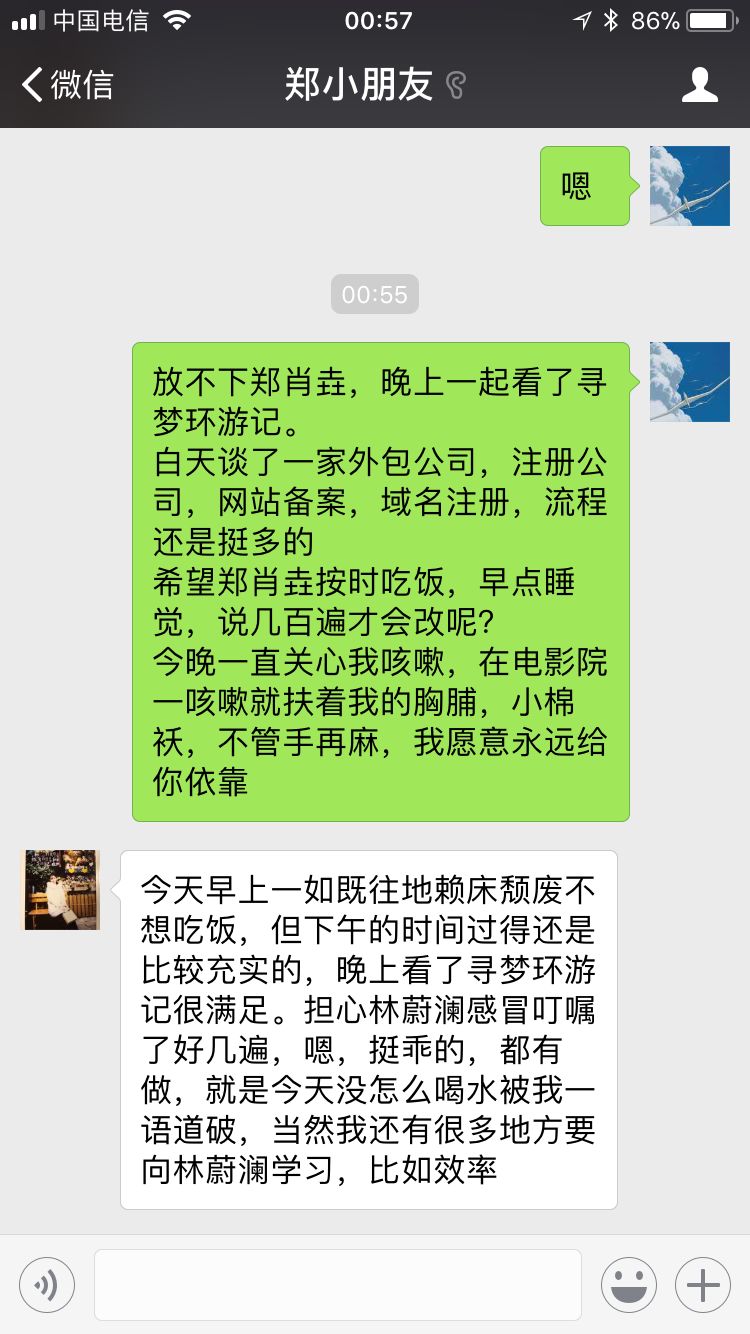 中国电信 00:57 86%
微信 郑小朋友
嗯
00:55
放不下郑肖垚，晚上一起看了寻
梦环游记。
白天谈了一家外包公司，注册公
司，网站备案，域名注册，流程
还是挺多的
希望郑肖垚按时吃饭，早点睡
觉，说几百遍才会改呢？
今晚一直关心我咳嗽，在电影院
一咳嗽就扶着我的胸脯，小棉
袄，不管手再麻，我愿意永远给
你依靠
今天早上一如既往地赖床颓废不
想吃饭，但下午的时间过得还是
比较充实的，晚上看了寻梦环游
记很满足。担心林蔚澜感冒叮嘱
了好几遍，嗯，挺乖的，都有
做，就是今天没怎么喝水被我一
语道破，当然我还有很多地方要
向林蔚澜学习，比如效率